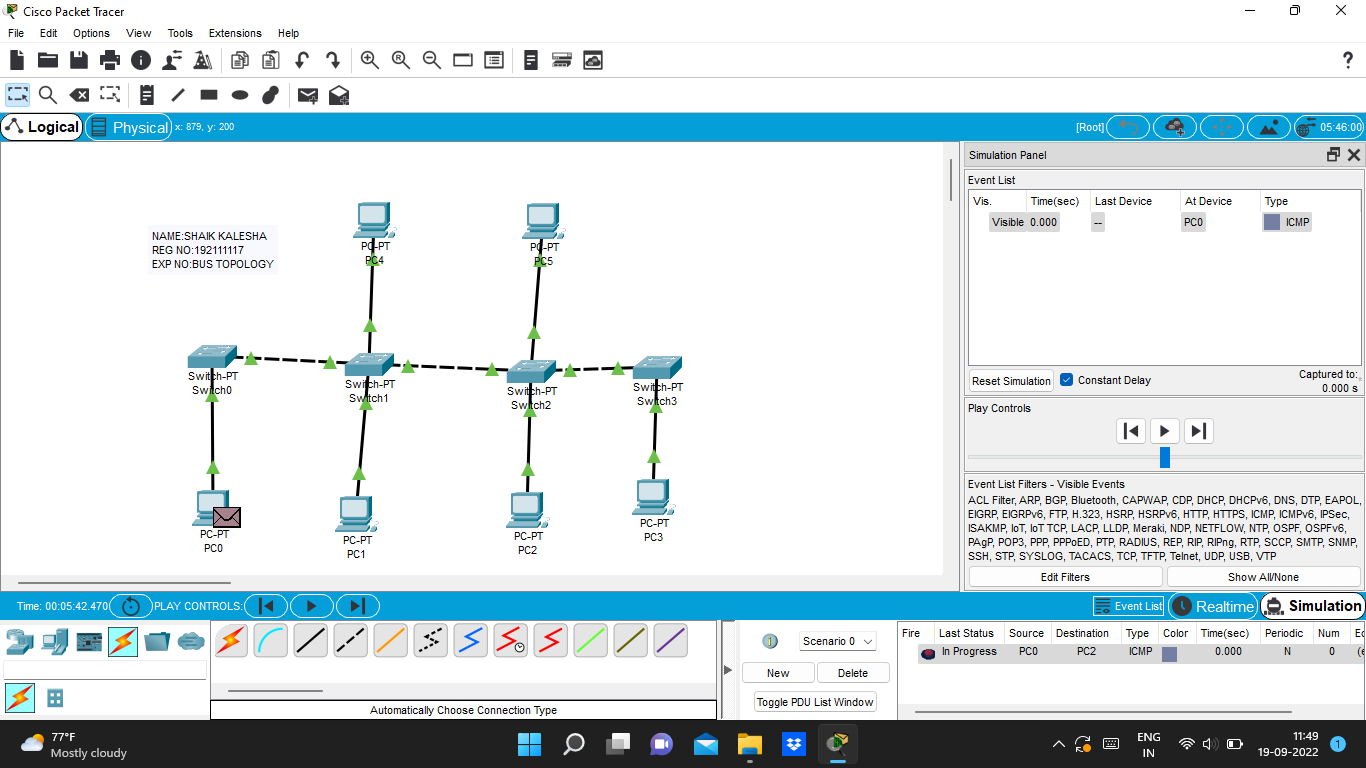 Cisco Packet Tracer
File Edit Options View Tools Extensions Help
?
Logical Physical x: 879, y: 200 [Root] 05:46:00
NAME:SHAIK KALESHA
REG NO:192111117
EXP NO:BUS TOPOLOGY
PC-PT
PC4
PC-PT
PC5
Switch-PT
Switch0
Switch-PT
Switch1
Switch-PT
Switch2
Switch-PT
Switch3
PC-PT
PC0
PC-PT
PC1
PC-PT
PC2
PC-PT
PC3
Simulation Panel
Event List
Vis. Time(sec) Last Device At Device Type
Visible 0.000 -- PC0 ICMP
Reset Simulation Constant Delay Captured to:
0.000 s
Play Controls
Event List Filters - Visible Events
ACL Filter, ARP, BGP, Bluetooth, CAPWAP, CDP, DHCP, DHCPv6, DNS, DTP, EAPOL,
EIGRP, EIGRPv6, FTP, H.323, HSRP, HSRPv6, HTTP, HTTPS, ICMP, ICMPv6, IPSec,
ISAKMP, IoT, IoT TCP, LACP, LLDP, Meraki, NDP, NETFLOW, NTP, OSPF, OSPFv6,
PAgP, POP3, PPP, PPPoED, PTP, RADIUS, REP, RIP, RIPng, RTP, SCCP, SMTP, SNMP,
SSH, STP, SYSLOG, TACACS, TCP, TFTP, Telnet, UDP, USB, VTP
Edit Filters Show All/None
Time: 00:05:42.470 PLAY CONTROLS: Event List Realtime Simulation
Automatically Choose Connection Type
Scenario 0
New Delete
Toggle PDU List Window
Fire Last Status Source Destination Type Color Time(sec) Periodic Num Ec
In Progress PC0 PC2 ICMP 0.000 N 0 (e
77°F
Mostly cloudy
ENG
IN
11:49
19-09-2022
1